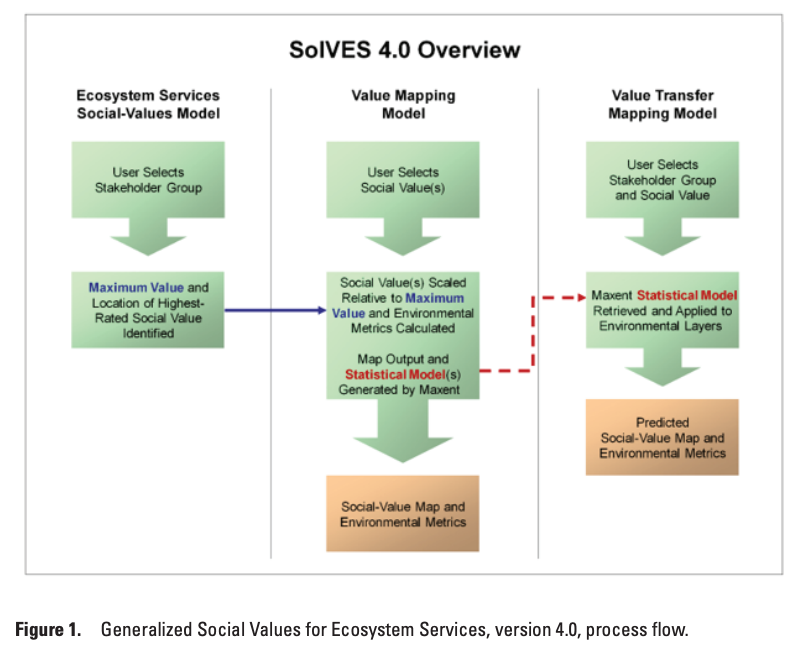 SolVES 4.0 Overview
Ecosystem Services
Social-Values Model
User Selects
Stakeholder Group
Maximum Value and
Location of Highest-
Rated Social Value
Identified
Value Mapping
Model
User Selects
Social Value(s)
Social Value(s) Scaled
Relative to Maximum
Value and Environmental
Metrics Calculated
Map Output and
Statistical Model(s)
Generated by Maxent
Social-Value Map and
Environmental Metrics
Value Transfer
Mapping Model
User Selects
Stakeholder Group
and Social Value
Maxent Statistical Model
Retrieved and Applied to
Environmental Layers
Predicted
Social-Value Map and
Environmental Metrics
Figure 1. Generalized Social Values for Ecosystem Services, version 4.0, process flow.